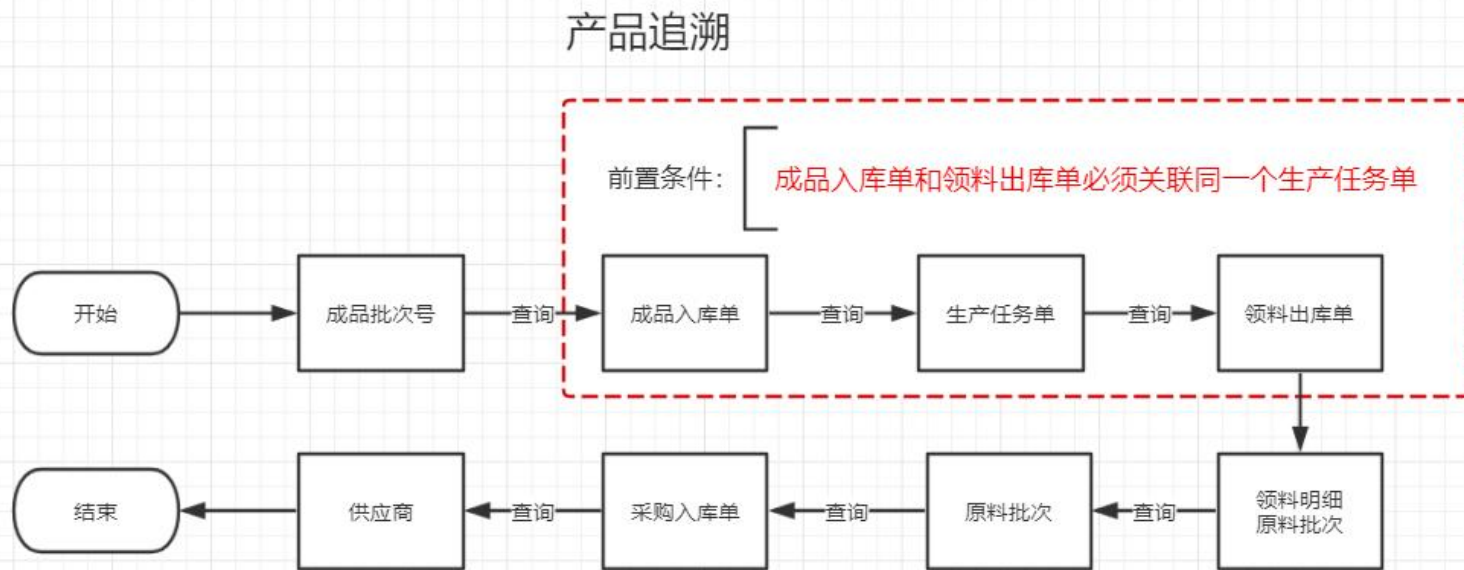 产品追溯
前置条件：
成品入库单和领料出库单必须关联同一个生产任务单
开始
成品批次号
查询
成品入库单
查询
生产任务单
查询
领料出库单
结束
供应商
查询
采购入库单
查询
原料批次
查询
领料明细
原料批次